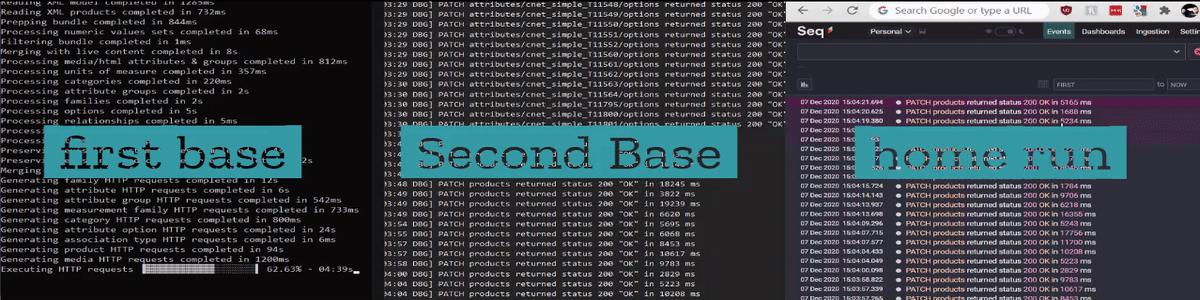 Reading XML model completed in 1265ms
Reading XML products completed in 732ms
Prepping bundle completed in 844ms
Processing numeric values sets completed in 68ms
Filtering bundle completed in 1ms
Merging with live content completed in 8s
Processing media/html attributes & groups completed in 812ms
Processing units of measure completed in 357ms
Processing categories completed in 220ms
Processing attribute groups completed in 2s
Processing families completed in 2s
Processing options completed in 5s
Processing relationships completed in 5ms
first base
Generating family HTTP requests completed in 12s
Generating attribute HTTP requests completed in 6s
Generating attribute group HTTP requests completed in 542ms
Generating measurement family HTTP requests completed in 733ms
Generating category HTTP requests completed in 800ms
Generating attribute option HTTP requests completed in 24s
Generating association type HTTP requests completed in 6ms
Generating product HTTP requests completed in 94s
Generating media HTTP requests completed in 1200ms
Executing HTTP requests 62.63% - 04:39s
03:29 DBG] PATCH attributes/cnet_simple_T11548/options returned status 200 "OK"
03:29 DBG] PATCH attributes/cnet_simple_T11549/options returned status 200 "OK"
03:29 DBG] PATCH attributes/cnet_simple_T11551/options returned status 200 "OK"
03:29 DBG] PATCH attributes/cnet_simple_T11552/options returned status 200 "OK"
03:29 DBG] PATCH attributes/cnet_simple_T11560/options returned status 200 "OK"
03:29 DBG] PATCH attributes/cnet_simple_T11561/options returned status 200 "OK"
03:29 DBG] PATCH attributes/cnet_simple_T11562/options returned status 200 "OK"
03:29 DBG] PATCH attributes/cnet_simple_T11563/options returned status 200 "OK"
03:30 DBG] PATCH attributes/cnet_simple_T11564/options returned status 200 "OK"
03:30 DBG] PATCH attributes/cnet_simple_T11795/options returned status 200 "OK"
03:30 DBG] PATCH attributes/cnet_simple_T11800/options returned status 200 "OK"
03:30 DBG] PATCH attributes/cnet_simple_T11801/options returned status 200 "OK"
Second Base
03:49 DBG] PATCH products returned status 200 "OK" in 18245 ms
03:49 DBG] PATCH products returned status 200 "OK" in 3822 ms
03:49 DBG] PATCH products returned status 200 "OK" in 19239 ms
03:49 DBG] PATCH products returned status 200 "OK" in 6620 ms
03:54 DBG] PATCH products returned status 200 "OK" in 5695 ms
03:55 DBG] PATCH products returned status 200 "OK" in 6068 ms
03:57 DBG] PATCH products returned status 200 "OK" in 8453 ms
03:57 DBG] PATCH products returned status 200 "OK" in 10617 ms
03:58 DBG] PATCH products returned status 200 "OK" in 9783 ms
04:00 DBG] PATCH products returned status 200 "OK" in 2829 ms
04:04 DBG] PATCH products returned status 200 "OK" in 5223 ms
04:04 DBG] PATCH products returned status 200 "OK" in 10208 ms
Search Google or type a URL
Seq Personal Events Dashboards Ingestion
FIRST to NOW
07 Dec 2020 15:04:21.694 PATCH products returned status 200 OK in 5165 ms
07 Dec 2020 15:04:20.625 PATCH products returned status 200 OK in 1688 ms
07 Dec 2020 15:04:19.380 PATCH products returned status 200 OK in 5234 ms
home run
07 Dec 2020 15:04:15.724 PATCH products returned status 200 OK in 1784 ms
07 Dec 2020 15:04:14.143 PATCH products returned status 200 OK in 9706 ms
07 Dec 2020 15:04:13.937 PATCH products returned status 200 OK in 6218 ms
07 Dec 2020 15:04:13.698 PATCH products returned status 200 OK in 16355 ms
07 Dec 2020 15:04:09.296 PATCH products returned status 200 OK in 5243 ms
07 Dec 2020 15:04:07.715 PATCH products returned status 200 OK in 17756 ms
07 Dec 2020 15:04:07.577 PATCH products returned status 200 OK in 11700 ms
07 Dec 2020 15:04:04.433 PATCH products returned status 200 OK in 10208 ms
07 Dec 2020 15:04:04.049 PATCH products returned status 200 OK in 5223 ms
07 Dec 2020 15:04:00.098 PATCH products returned status 200 OK in 2829 ms
07 Dec 2020 15:03:58.822 PATCH products returned status 200 OK in 9783 ms
07 Dec 2020 15:03:57.339 PATCH products returned status 200 OK in 10617 ms
07 Dec 2020 15:03:57.265 PATCH products returned status 200 OK in 8453 ms